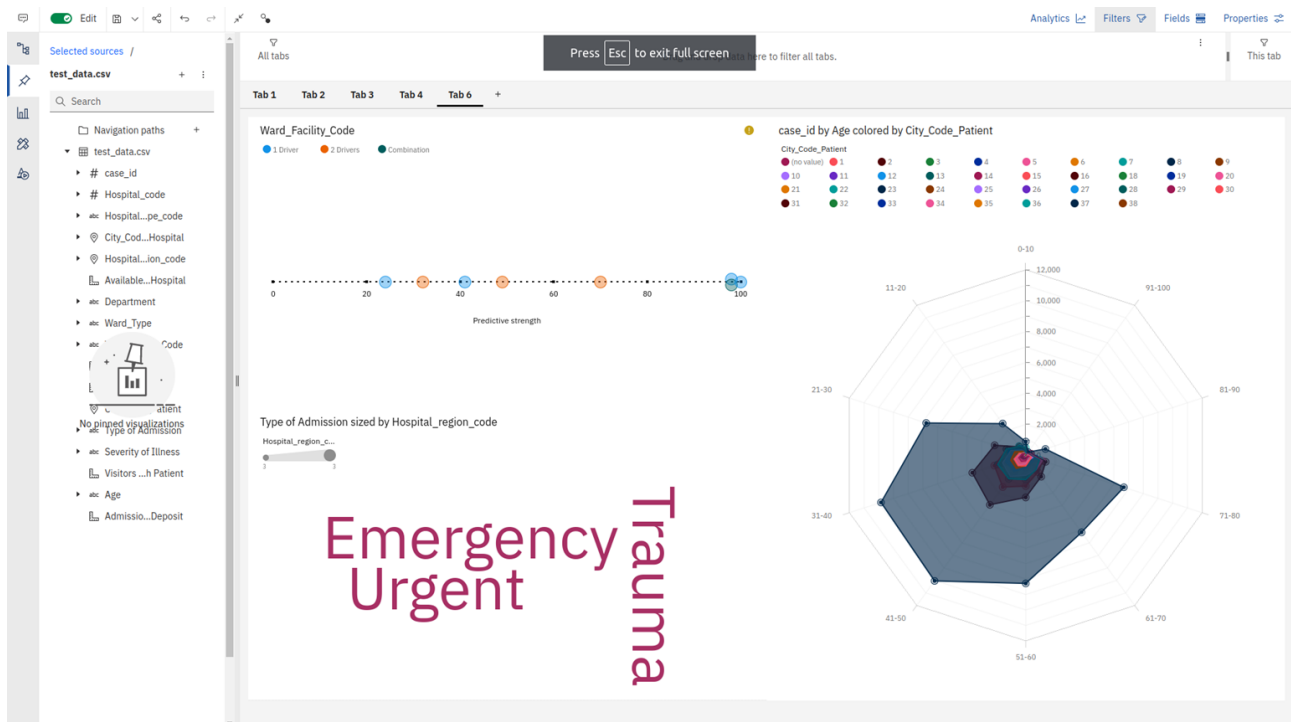 Edit
Analytics
Filters
Fields
Properties
Selected sources /
test_data.csv
Search
Navigation paths
test_data.csv
case_id
Hospital_code
Hospital...pe_code
City_Cod...Hospital
Hospital...ion_code
Available...Hospital
Department
Ward_Type
Code
atient
No pinned visualizations
Type of Admission
Severity of Illness
Visitors ...h Patient
Age
Admissio...Deposit
All tabs
Press Esc to exit full screen
here to filter all tabs.
This tab
Tab 1 Tab 2 Tab 3 Tab 4 Tab 6
Ward_Facility_Code
1 Driver 2 Drivers Combination
0 20 40 60 80 100
Predictive strength
Type of Admission sized by Hospital_region_code
Hospital_region_c...
3 3
Emergency
Urgent
Trauma
case_id by Age colored by City_Code_Patient
City_Code_Patient
(no value) 1 2 3 4 5 6 7 8 9
10 11 12 13 14 15 16 18 19 20
21 22 23 24 25 26 27 28 29 30
31 32 33 34 35 36 37 38
0-10
12,000
11-20
91-100
10,000
8,000
6,000
21-30
81-90
4,000
2,000
31-40
71-80
41-50
61-70
51-60